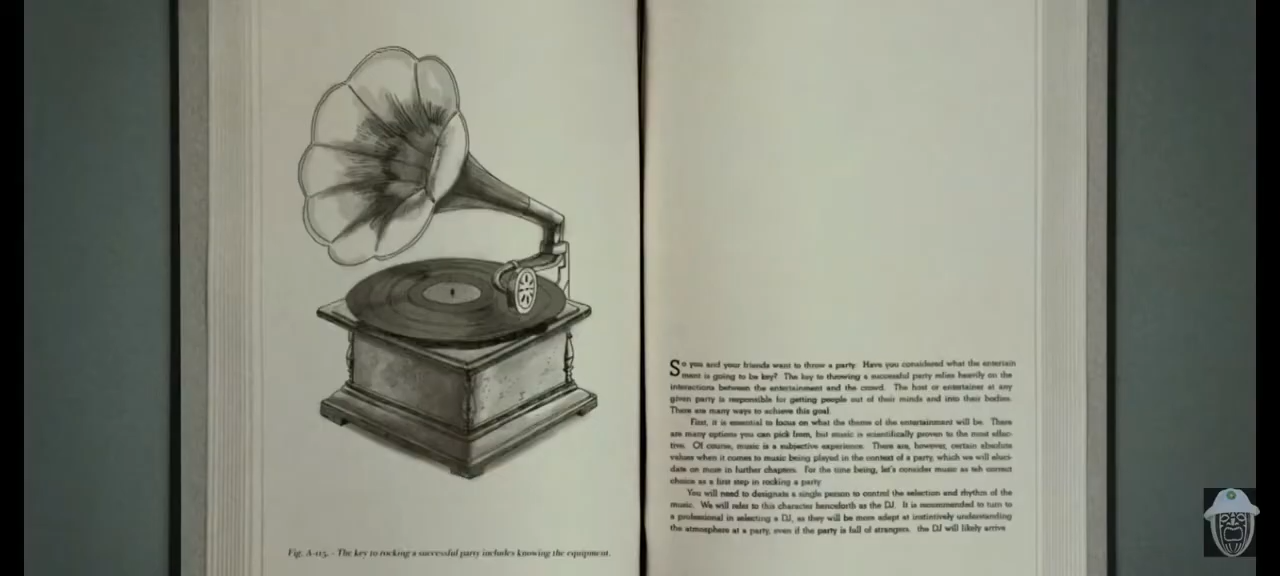 Fig. A-115. - The key to rocking a successful party includes knowing the equipment.
So you and your friends want to throw a party. Have you considered what the entertain
ment is going to be key? The key to throwing a successful party relies heavily on the
interactions between the entertainment and the crowd. The host or entertainer at any
given party is responsible for getting people out of their minds and into their bodies.
There are many ways to achieve this goal.
First, it is essential to focus on what the theme of the entertainment will be. There
are many options you can pick from, but music is scientifically proven to the most effec-
tive. Of course, music is a subjective experience. There are, however, certain absolute
values when it comes to music being played in the context of a party, which we will eluci-
date on more in further chapters. For the time being, let's consider music as teh correct
choice as a first step in rocking a party
You will need to designate a single person to control the selection and rhythm of the
music. We will refer to this character henceforth as the DJ. It is recommended to turn to
a professional in selecting a DJ, as they will be more adept at instinctively understanding
the atmosphere at a party, even if the party is full of strangers. the DJ will likely arrive